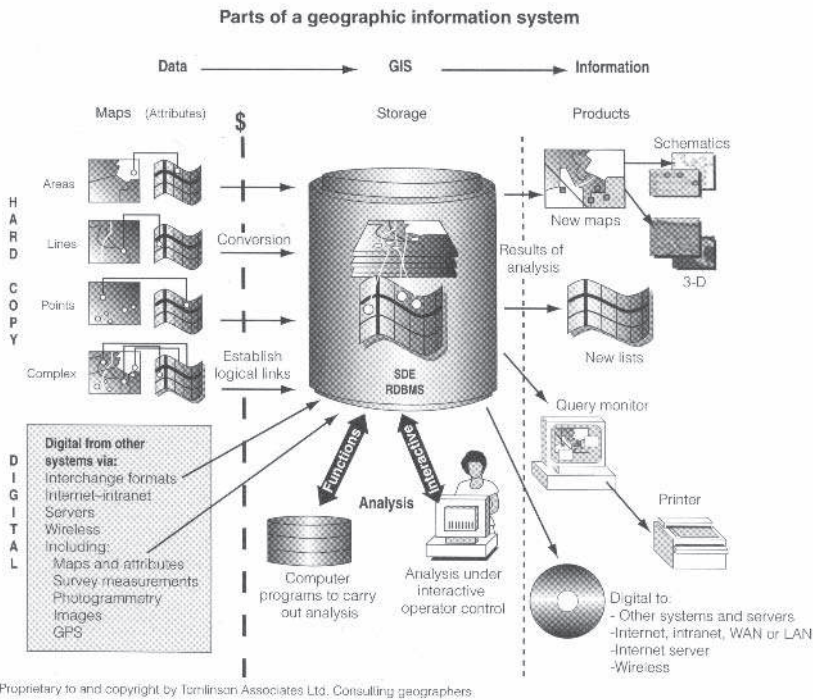 Parts of a geographic information system
Data
GIS
Information
Maps
(Attributes)
$
Storage
Products
HARD COPY
Areas
Lines
Points
Complex
Conversion
Establish
logical links
SDE
RDBMS
Results of
analysis
New maps
Schematics
3-D
New lists
Query monitor
Printer
DIGITAL
Digital from other
systems via:
Interchange formats
Internet–intranet
Servers
Wireless
Including:
Maps and attributes
Survey measurements
Photogrammetry
Images
GPS
Functions
Interactive
Analysis
Computer
programs to carry
out analysis
Analysis under
interactive
operator control
Digital to:
- Other systems and servers
-Internet, intranet, WAN or LAN
-Internet server
-Wireless
Proprietary to and copyright by Tomlinson Associates Ltd. Consulting geographers